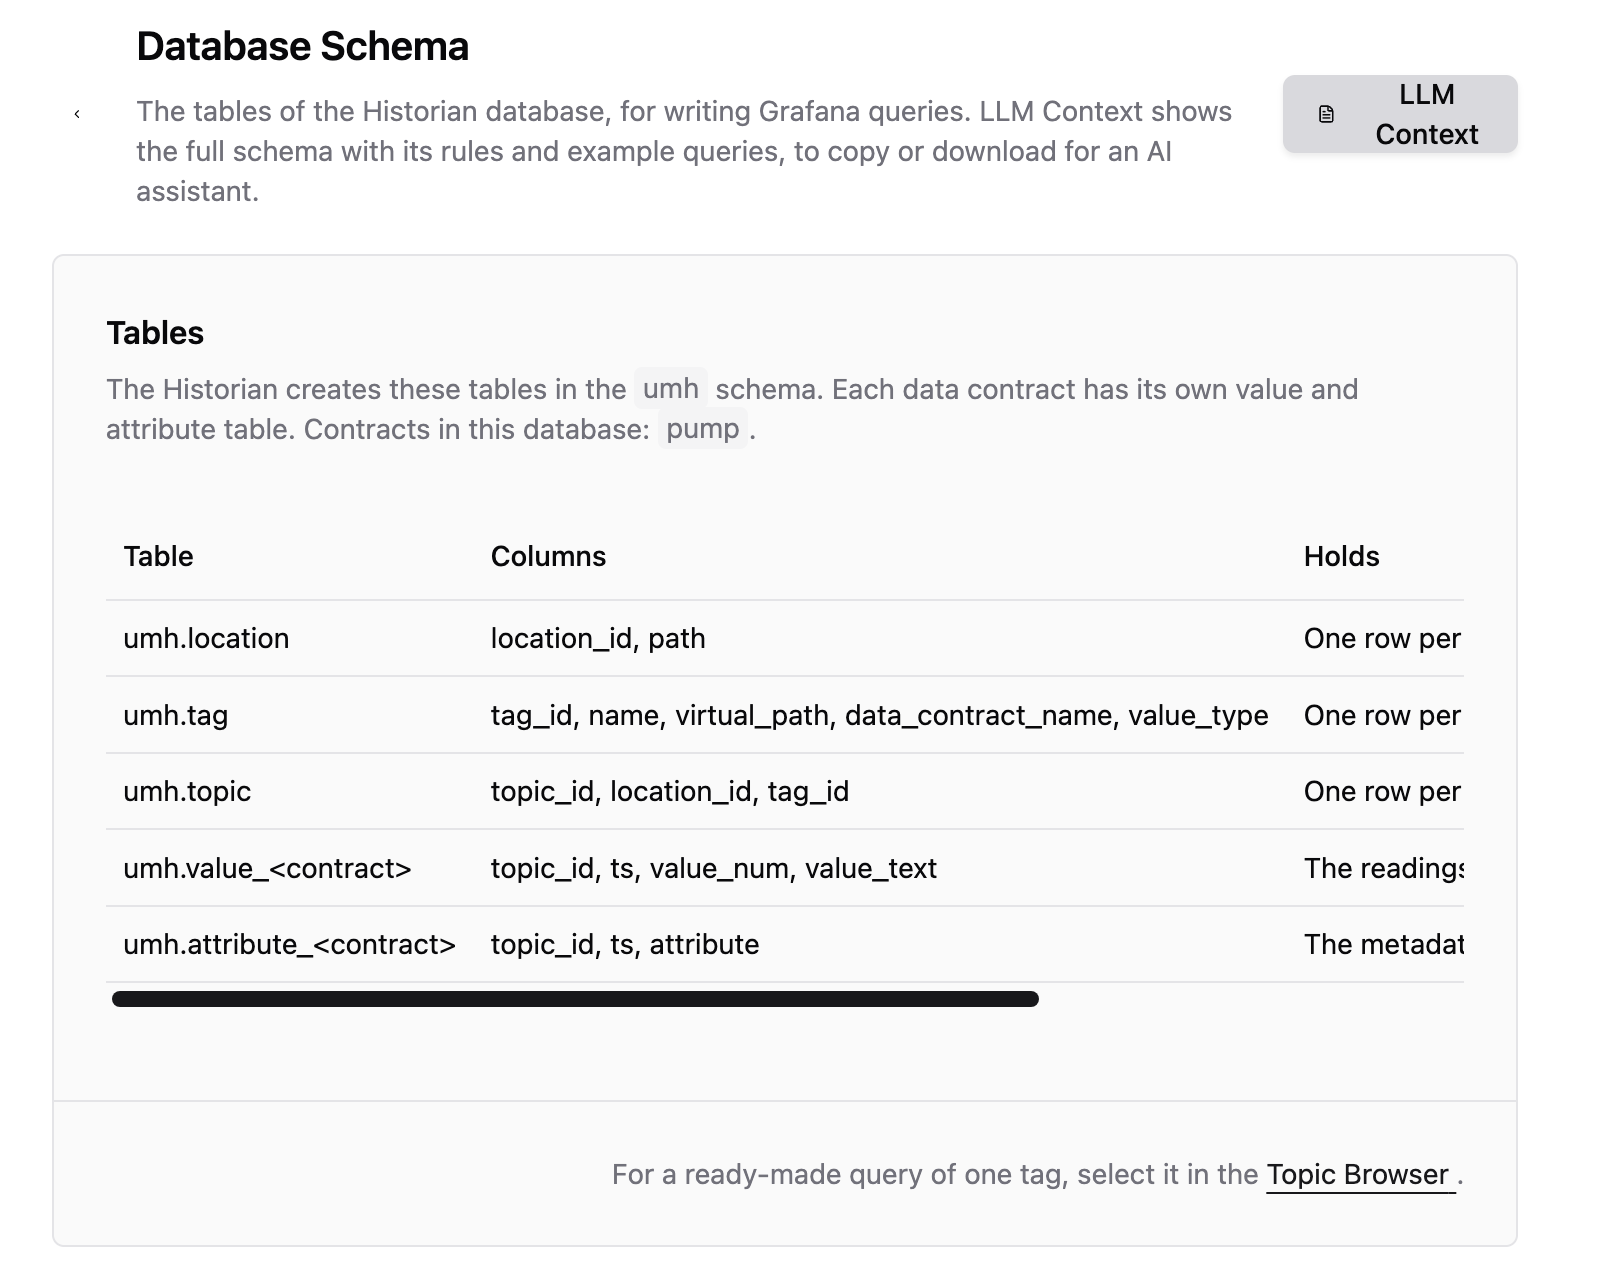 Database Schema
The tables of the Historian database, for writing Grafana queries. LLM Context shows
the full schema with its rules and example queries, to copy or download for an AI
assistant.
LLM
Context
Tables
The Historian creates these tables in the umh schema. Each data contract has its own value and
attribute table. Contracts in this database: pump.
Table Columns Holds
umh.location location_id, path One row per
umh.tag tag_id, name, virtual_path, data_contract_name, value_type One row per
umh.topic topic_id, location_id, tag_id One row per
umh.value_<contract> topic_id, ts, value_num, value_text The readings
umh.attribute_<contract> topic_id, ts, attribute The metadat
For a ready-made query of one tag, select it in the Topic Browser .